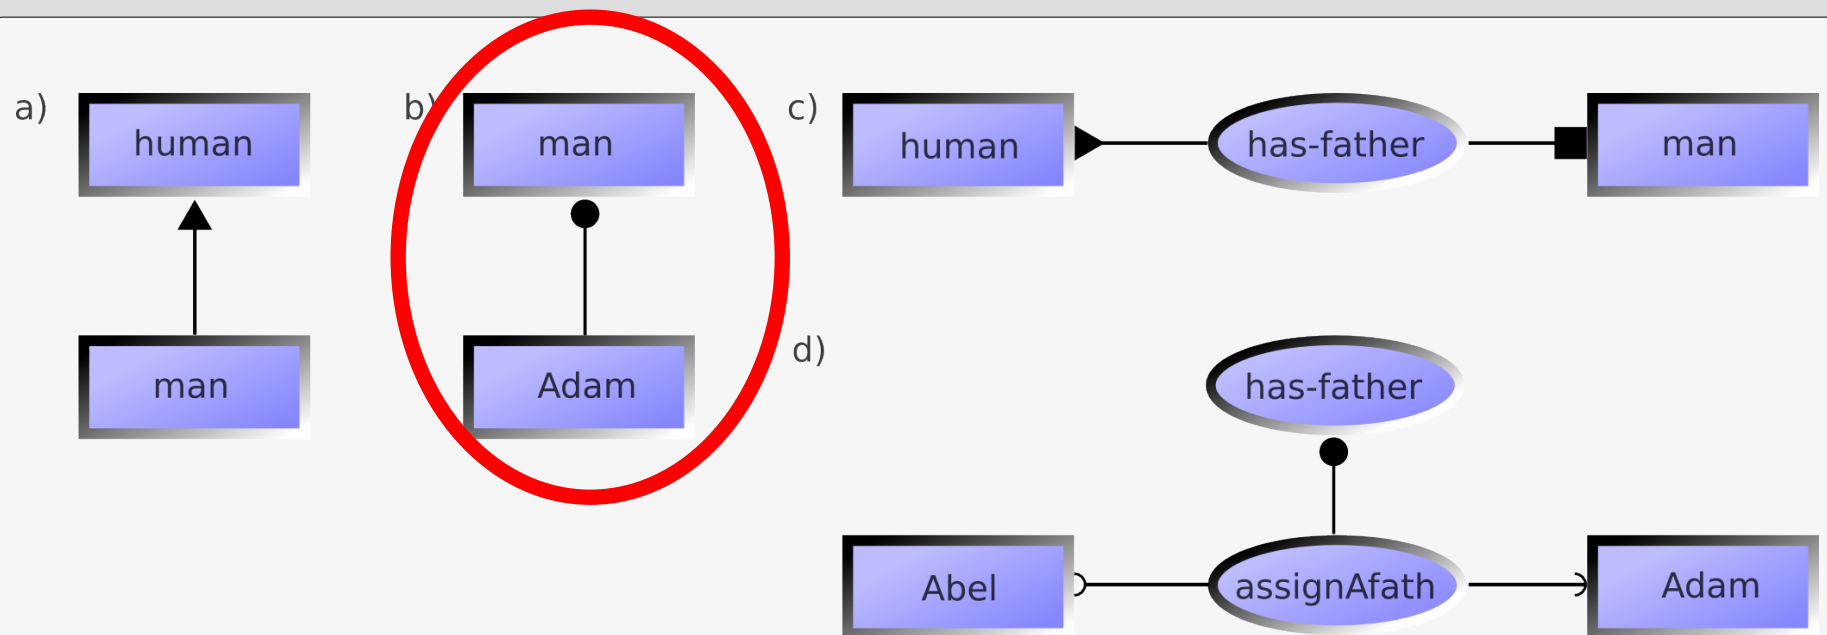 a)
human
man
b)
man
Adam
c)
human
has-father
man
d)
has-father
Abel
assignAfath
Adam